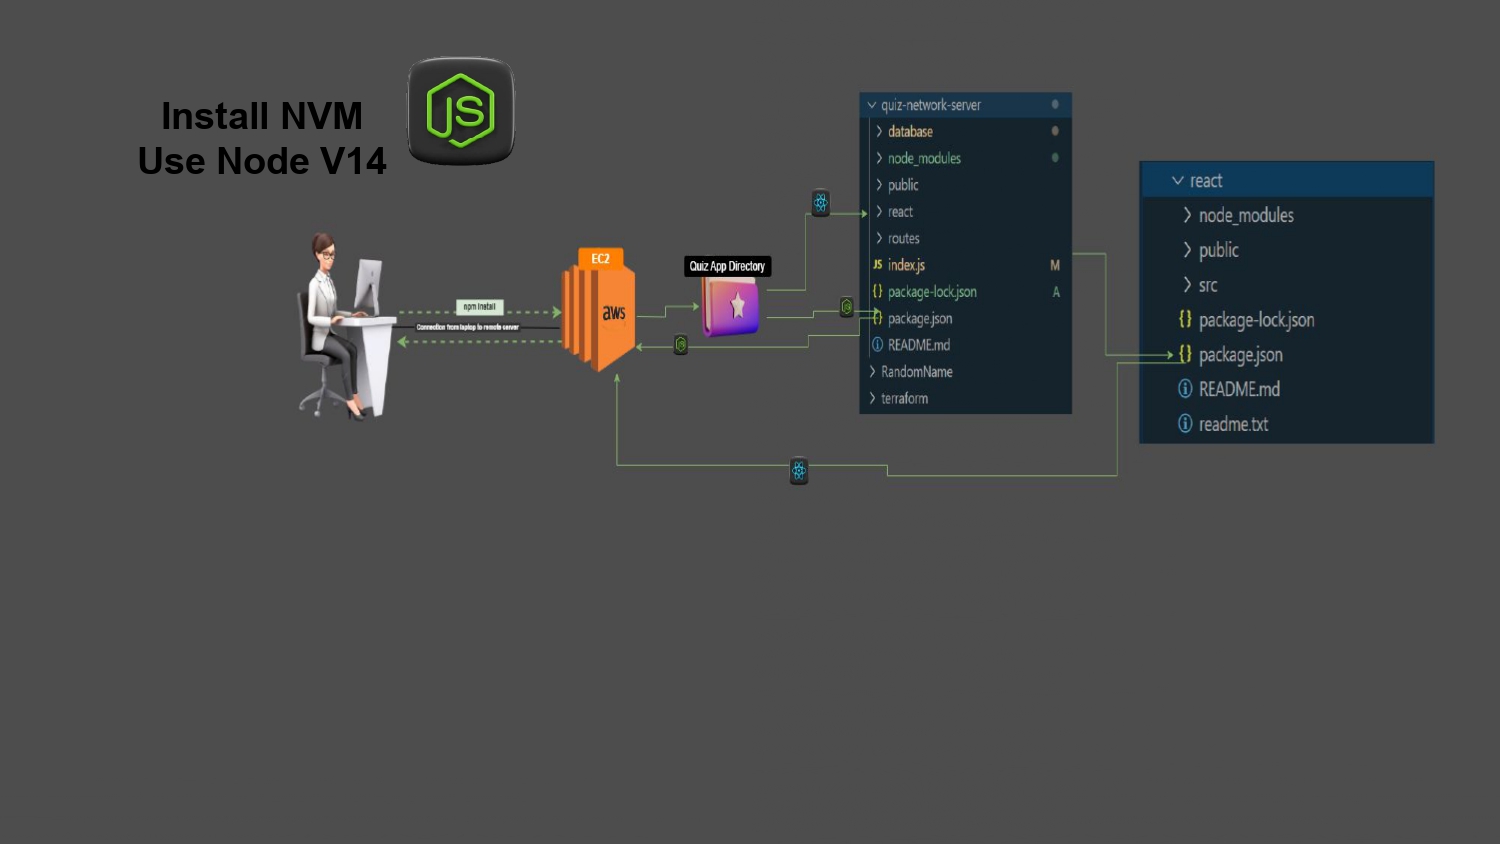 Install NVM
Use Node V14
JS
npm install
Connection from laptop to remote server
EC2
aws
Quiz App Directory
quiz-network-server
database
node_modules
public
react
routes
JS index.js M
{} package-lock.json A
{} package.json
README.md
RandomName
terraform
react
node_modules
public
src
{} package-lock.json
{} package.json
README.md
readme.txt